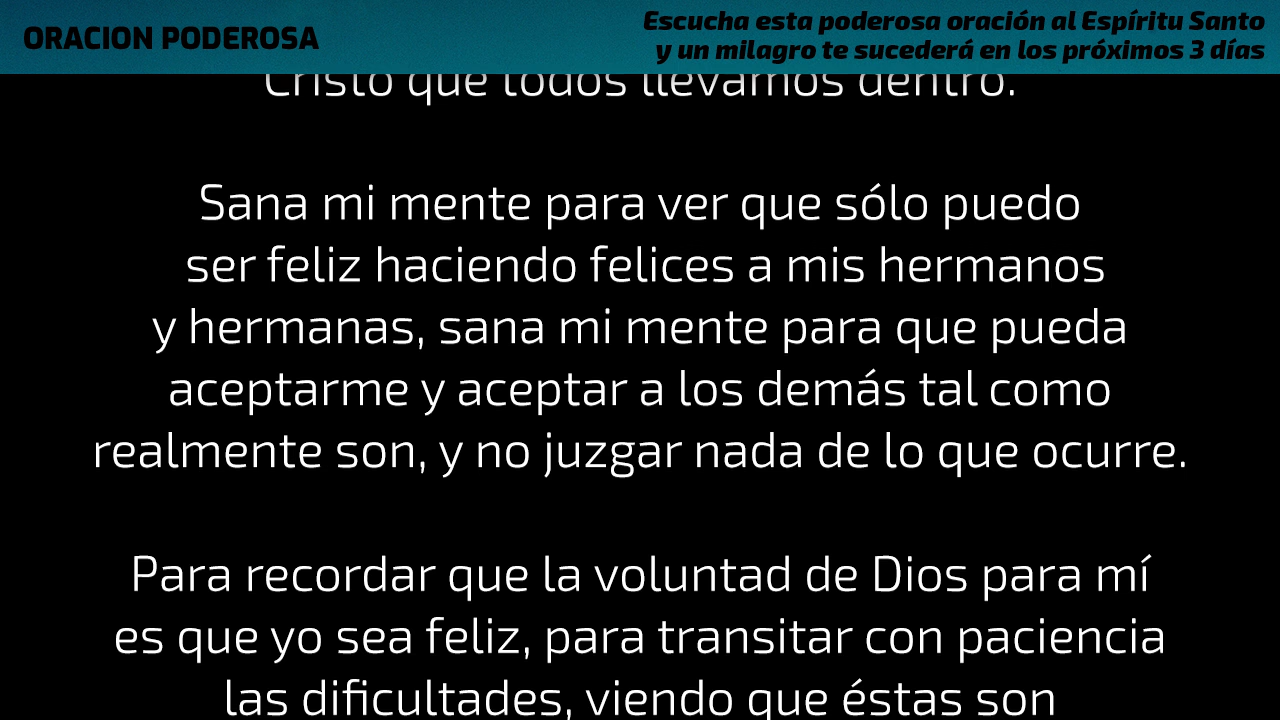 ORACION PODEROSA
Escucha esta poderosa oración al Espíritu Santo
y un milagro te sucederá en los próximos 3 días
Cristo que todos llevamos dentro.
Sana mi mente para ver que sólo puedo
ser feliz haciendo felices a mis hermanos
y hermanas, sana mi mente para que pueda
aceptarme y aceptar a los demás tal como
realmente son, y no juzgar nada de lo que ocurre.
Para recordar que la voluntad de Dios para mí
es que yo sea feliz, para transitar con paciencia
las dificultades, viendo que éstas son